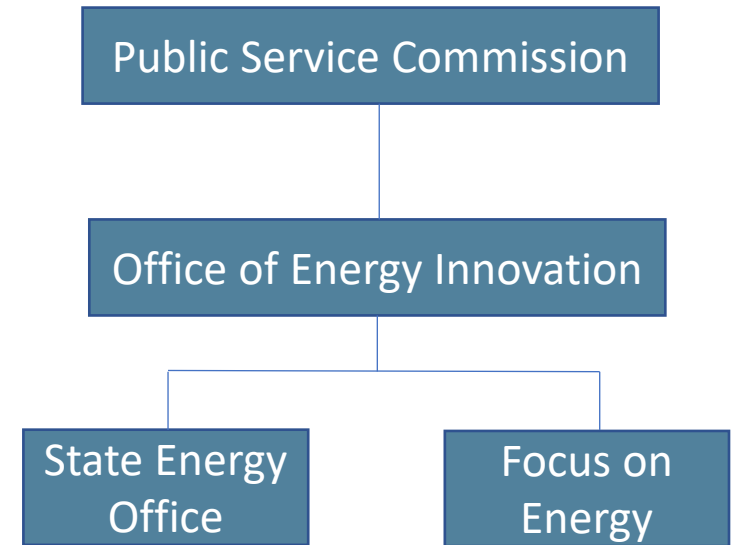 Public Service Commission
Office of Energy Innovation
State Energy
Office
Focus on
Energy